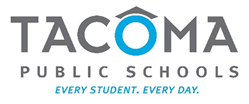 TACOMA
PUBLIC SCHOOLS
EVERY STUDENT. EVERY DAY.